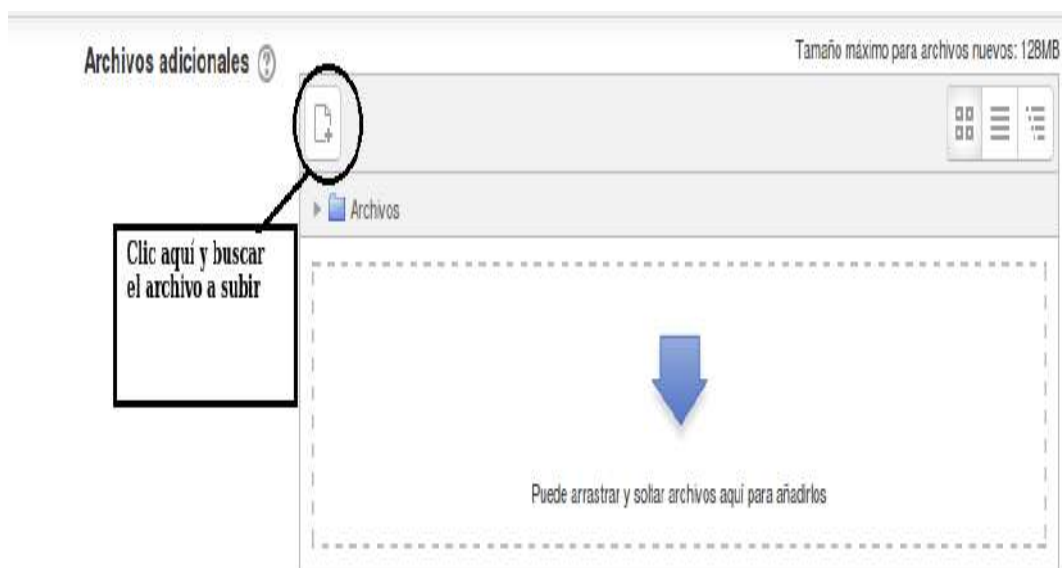 Archivos adicionales
Tamaño máximo para archivos nuevos: 128MB
Archivos
Clic aquí y buscar
el archivo a subir
Puede arrastrar y soltar archivos aquí para añadirlos